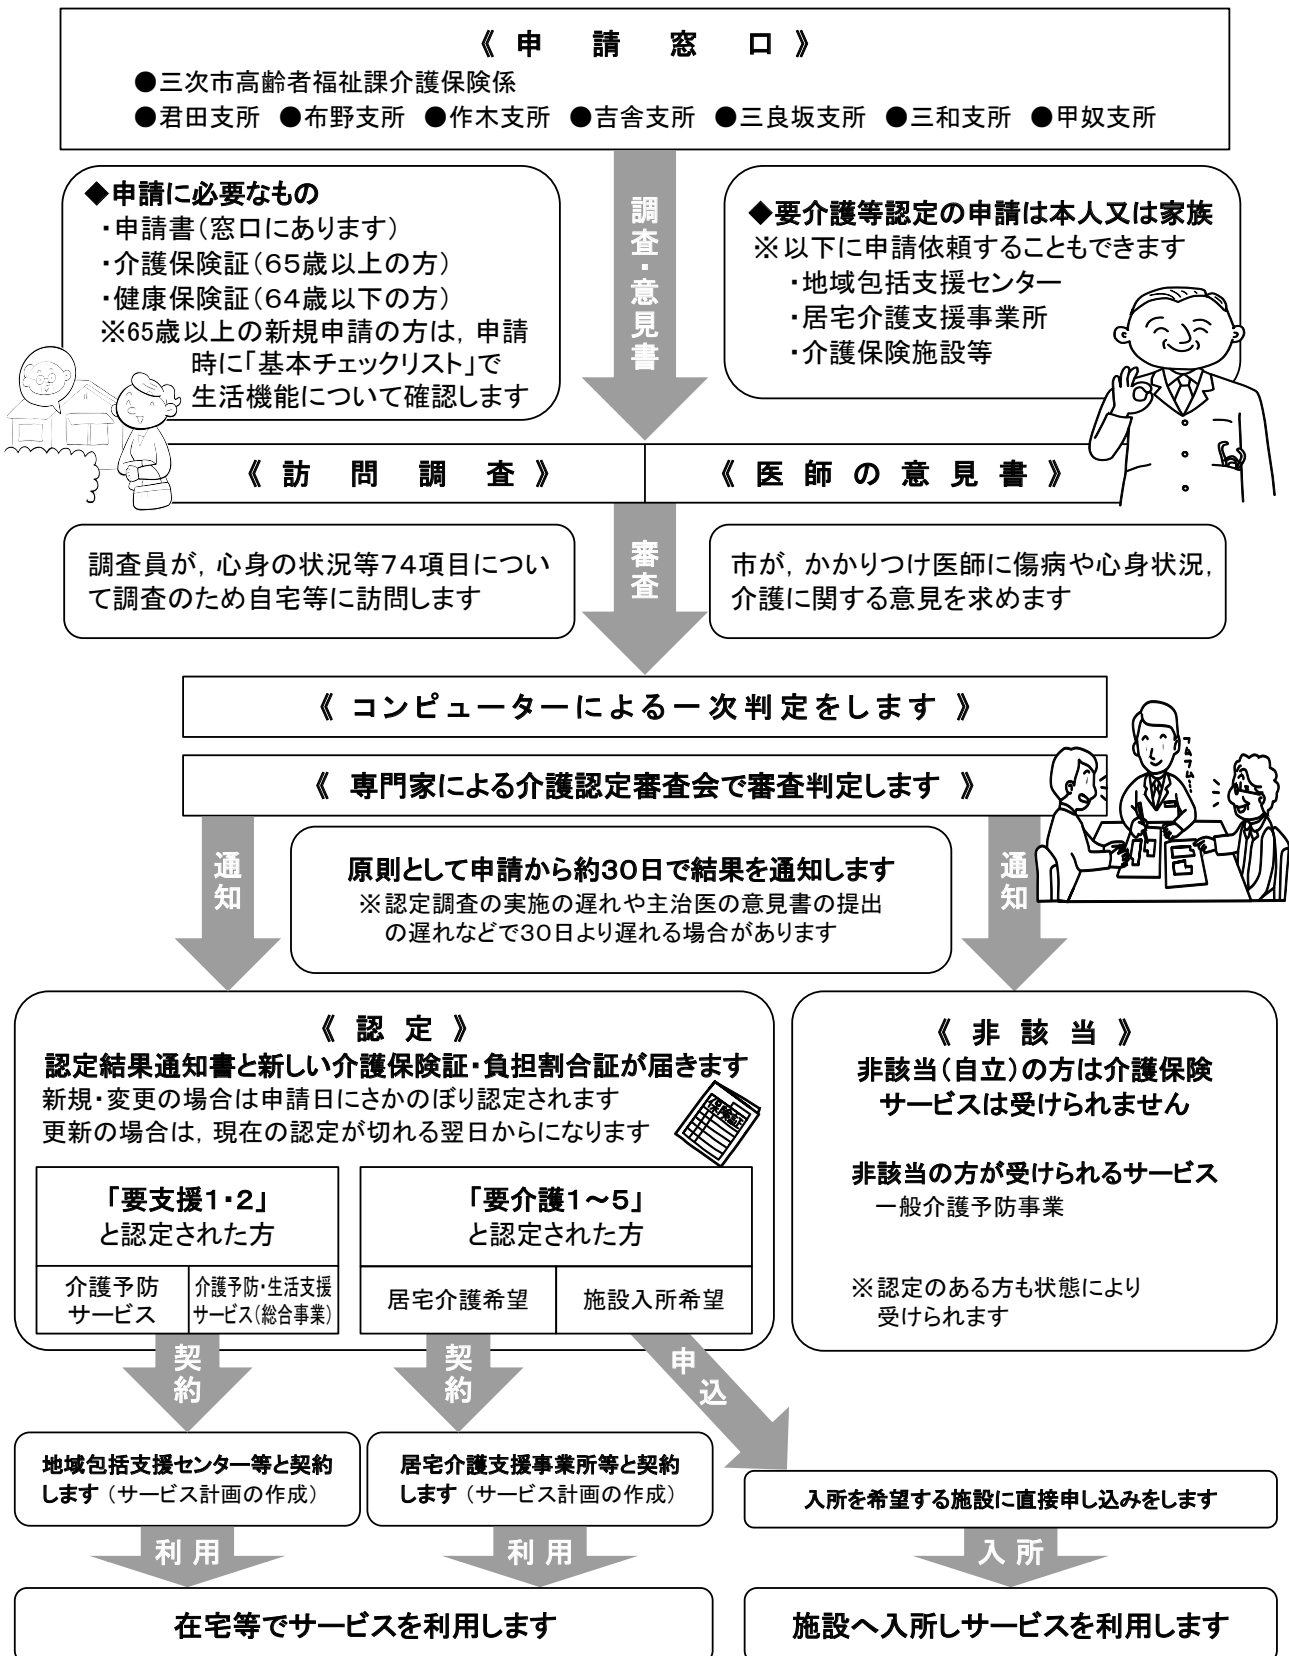 《 申 請 窓 口 》
●三次市高齢者福祉課介護保険係
●君田支所 ●布野支所 ●作木支所 ●吉舎支所 ●三良坂支所 ●三和支所 ●甲奴支所
◆申請に必要なもの
・申請書（窓口にあります）
・介護保険証（65歳以上の方）
・健康保険証（64歳以下の方）
※65歳以上の新規申請の方は，申請
時に「基本チェックリスト」で
生活機能について確認します
調査・意見書
◆要介護等認定の申請は本人又は家族
※以下に申請依頼することもできます
・地域包括支援センター
・居宅介護支援事業所
・介護保険施設等
《 訪 問 調 査 》
《 医 師 の 意 見 書 》
調査員が，心身の状況等74項目につい
て調査のため自宅等に訪問します
審査
市が，かかりつけ医師に傷病や心身状況，
介護に関する意見を求めます
《 コンピューターによる一次判定をします 》
《 専門家による介護認定審査会で審査判定します 》
フムフム
通知
原則として申請から約30日で結果を通知します
※認定調査の実施の遅れや主治医の意見書の提出
の遅れなどで30日より遅れる場合があります
通知
《 認 定 》
認定結果通知書と新しい介護保険証・負担割合証が届きます
新規・変更の場合は申請日にさかのぼり認定されます
更新の場合は，現在の認定が切れる翌日からになります
保険証
「要支援1・2」
と認定された方
「要介護1～5」
と認定された方
介護予防
サービス
介護予防・生活支援
サービス（総合事業）
居宅介護希望
施設入所希望
《 非 該 当 》
非該当（自立）の方は介護保険
サービスは受けられません
非該当の方が受けられるサービス
一般介護予防事業
※認定のある方も状態により
受けられます
契約
契約
申込
地域包括支援センター等と契約
します（サービス計画の作成）
居宅介護支援事業所等と契約
します（サービス計画の作成）
入所を希望する施設に直接申し込みをします
利用
利用
入所
在宅等でサービスを利用します
施設へ入所しサービスを利用します